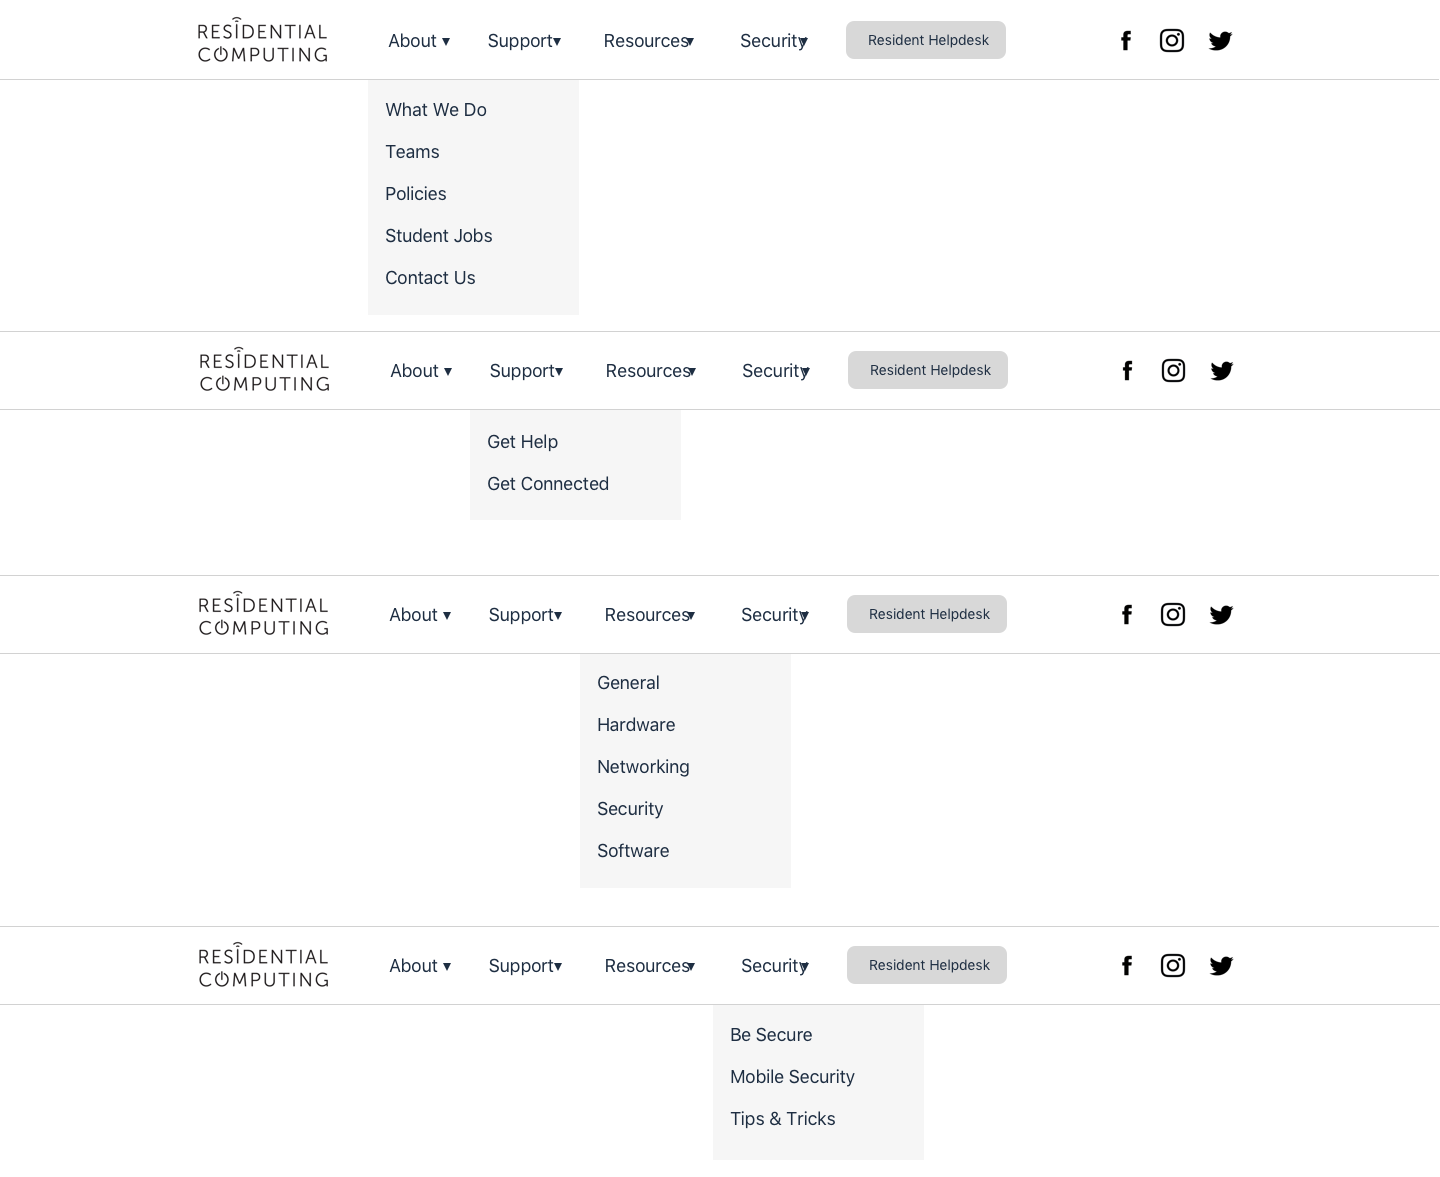 RESIDENTIAL
COMPUTING
About ▾ Support▾ Resources▾ Security▾ Resident Helpdesk
What We Do
Teams
Policies
Student Jobs
Contact Us
RESIDENTIAL
COMPUTING
About ▾ Support▾ Resources▾ Security▾ Resident Helpdesk
Get Help
Get Connected
RESIDENTIAL
COMPUTING
About ▾ Support▾ Resources▾ Security▾ Resident Helpdesk
General
Hardware
Networking
Security
Software
RESIDENTIAL
COMPUTING
About ▾ Support▾ Resources▾ Security▾ Resident Helpdesk
Be Secure
Mobile Security
Tips & Tricks